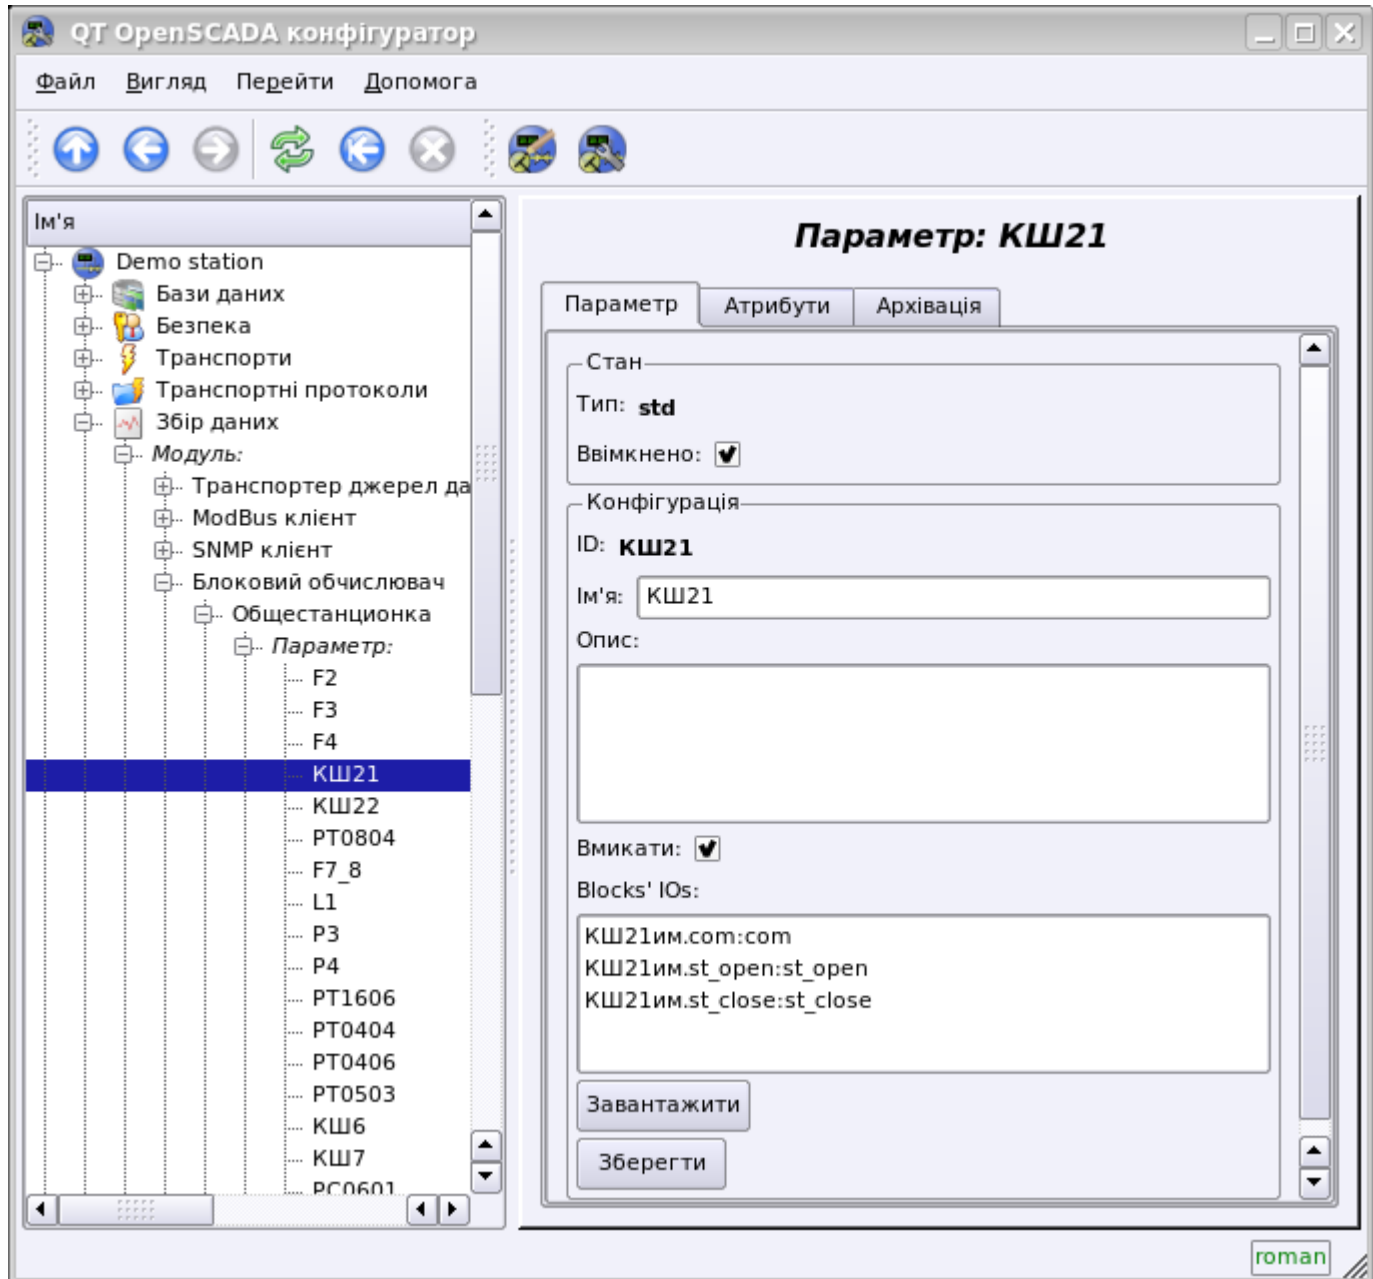 QT OpenSCADA конфігуратор
Файл Вигляд Перейти Допомога
Ім'я
Demo station
Бази даних
Безпека
Транспорти
Транспортні протоколи
Збір даних
Модуль:
Транспортер джерел да
ModBus клієнт
SNMP клієнт
Блоковий обчислювач
Общестанционка
Параметр:
F2
F3
F4
КШ21
КШ22
PT0804
F7_8
L1
P3
P4
PT1606
PT0404
PT0406
PT0503
КШ6
КШ7
PC0601
Параметр: КШ21
Параметр Атрибути Архівація
Стан
Тип: std
Ввімкнено:
Конфігурація
ID: КШ21
Ім'я: КШ21
Опис:
Вмикати:
Blocks' IOs:
КШ21им.com:com
КШ21им.st_open:st_open
КШ21им.st_close:st_close
Завантажити
Зберегти
roman